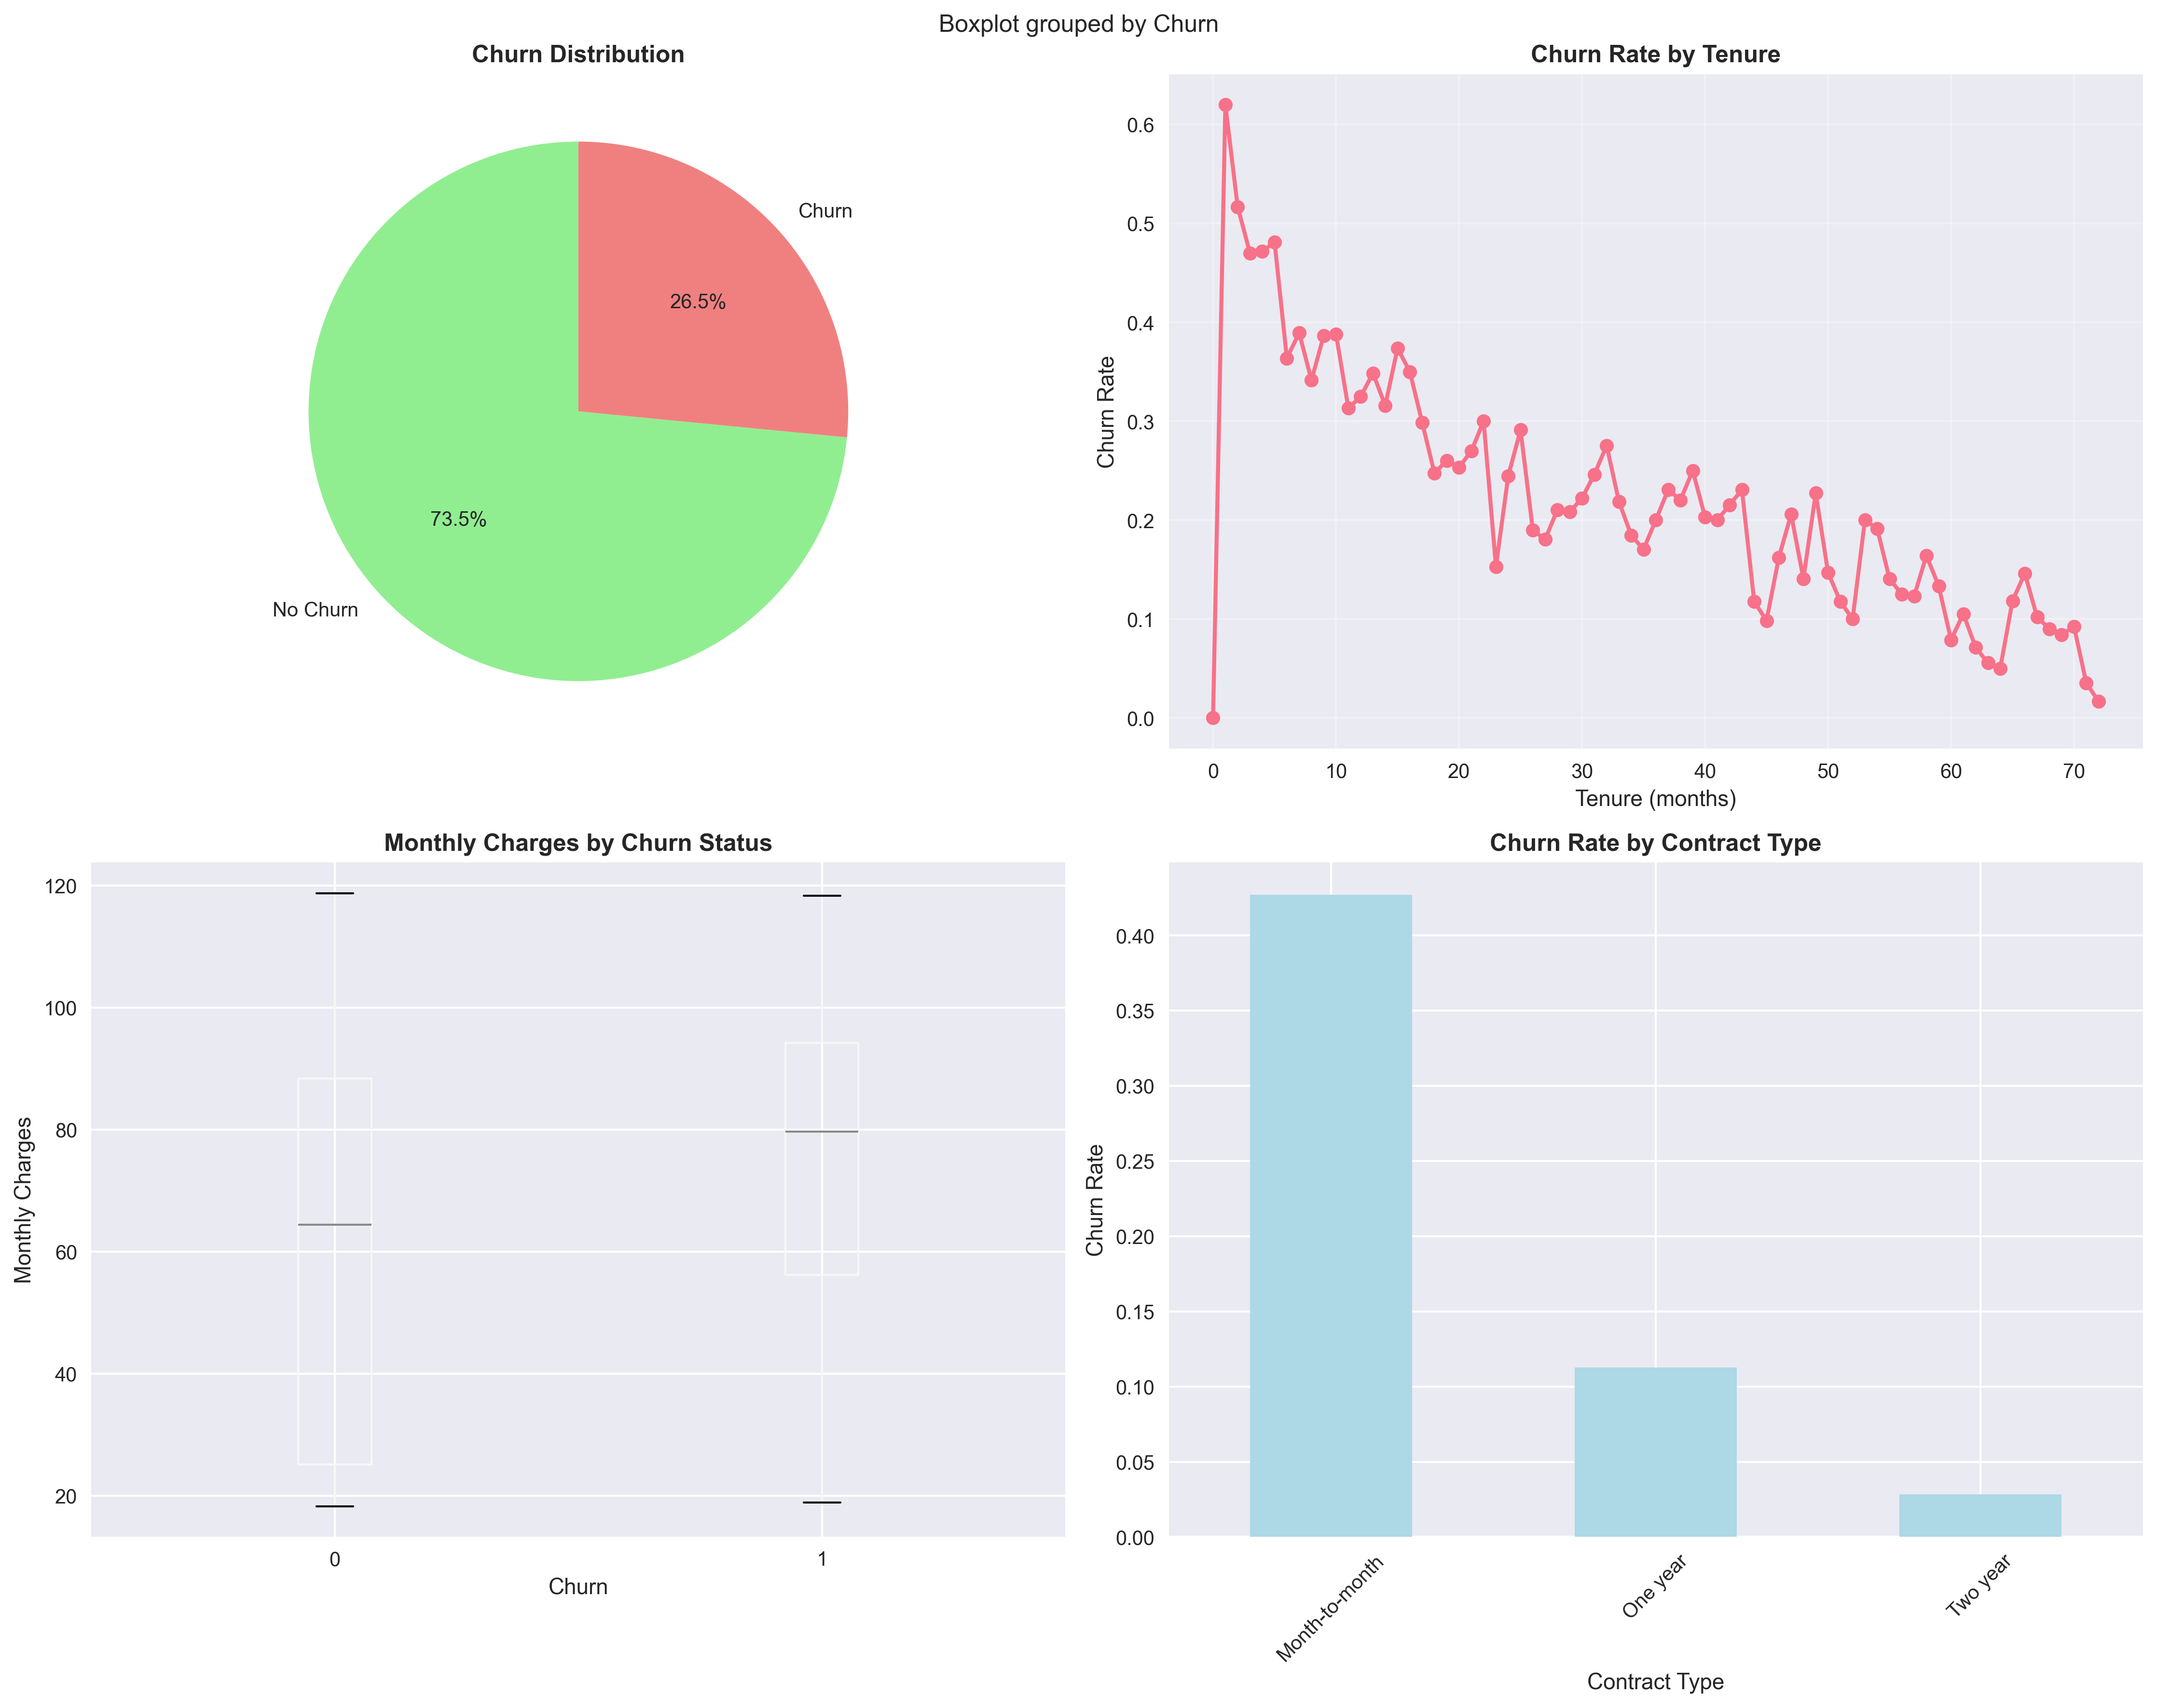 Boxplot grouped by Churn
Churn Distribution
Churn
26.5%
73.5%
No Churn
Churn Rate by Tenure
Churn Rate
0.6
0.5
0.4
0.3
0.2
0.1
0.0
0 10 20 30 40 50 60 70
Tenure (months)
Monthly Charges by Churn Status
Monthly Charges
120
100
80
60
40
20
0 1
Churn
Churn Rate by Contract Type
Churn Rate
0.40
0.35
0.30
0.25
0.20
0.15
0.10
0.05
0.00
Month-to-month One year Two year
Contract Type